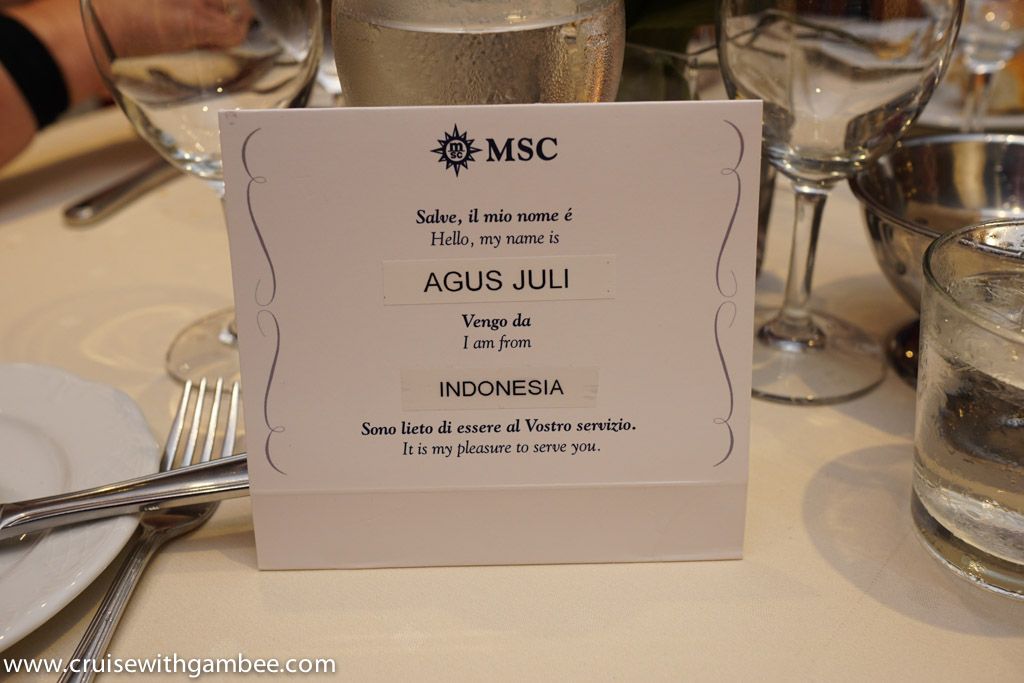 m
SC
MSC
Salve, il mio nome é
Hello, my name is
AGUS JULI
Vengo da
I am from
INDONESIA
Sono lieto di essere al Vostro servizio.
It is my pleasure to serve you.
www.cruisewithgambee.com